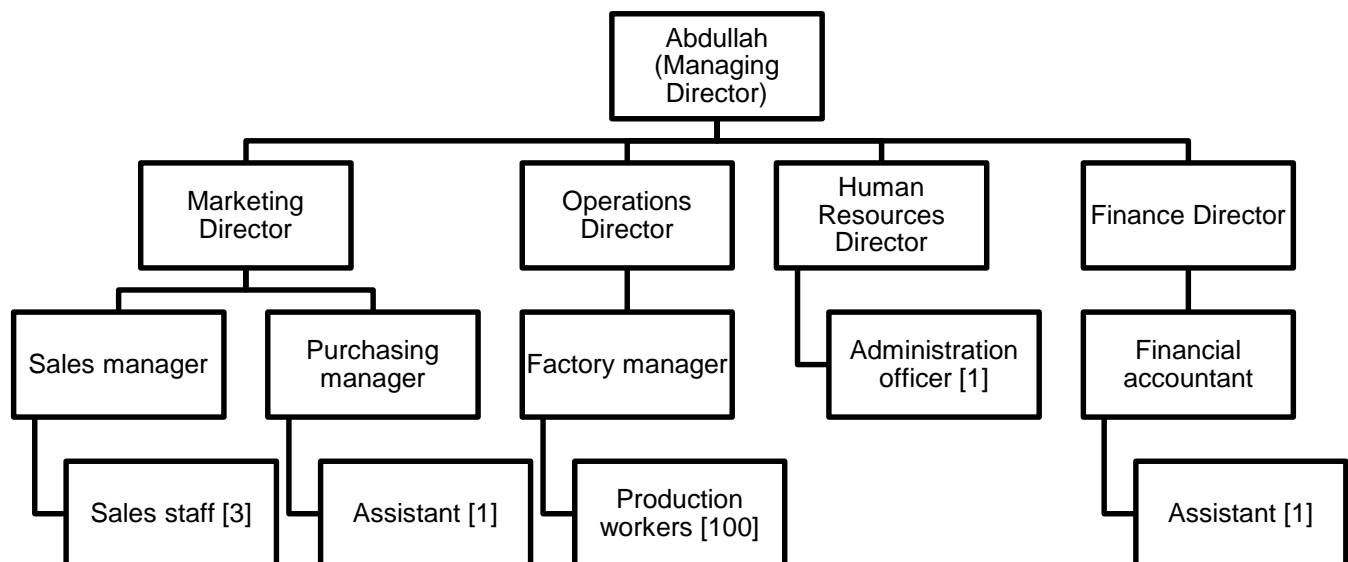 Abdullah
(Managing
Director)
Marketing
Director
Operations
Director
Human
Resources
Director
Finance Director
Sales manager
Purchasing
manager
Factory manager
Administration
officer [1]
Financial
accountant
Sales staff [3]
Assistant [1]
Production
workers [100]
Assistant [1]